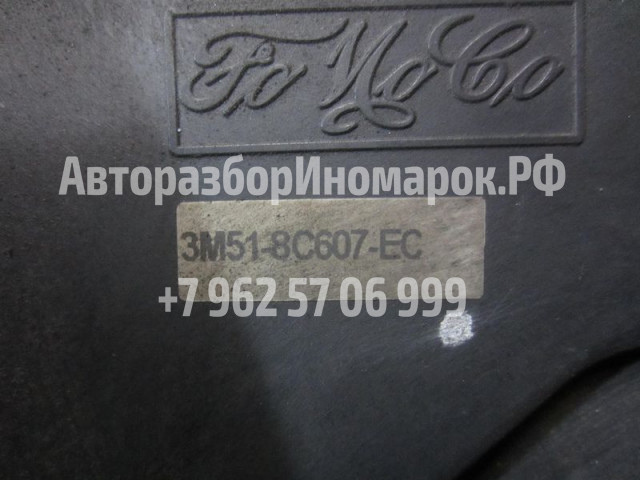 FoMoCo
АвторазборИномарок.РФ
3M51-8C607-EC
+7 962 57 06 999